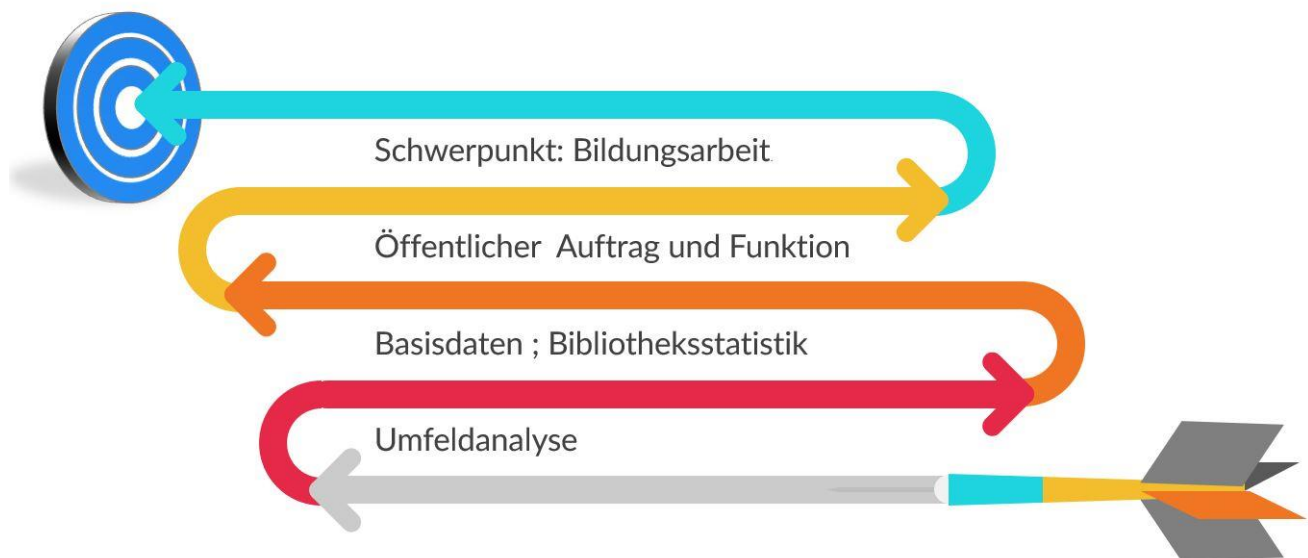 Schwerpunkt: Bildungsarbeit
Öffentlicher Auftrag und Funktion
Basisdaten ; Bibliotheksstatistik
Umfeldanalyse